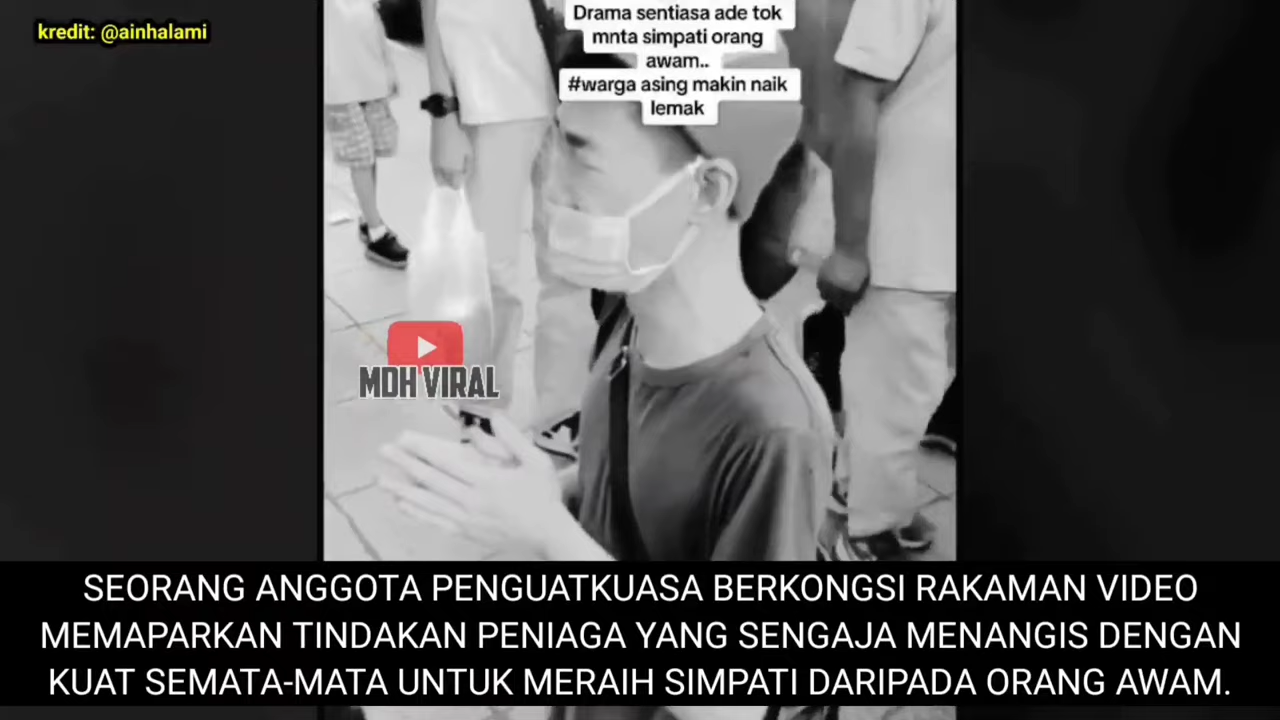 kredit: @ainhalami
Drama sentiasa ade tok
mnta simpati orang
awam..
#warga asing makin naik
lemak
MDH VIRAL
SEORANG ANGGOTA PENGUATKUASA BERKONGSI RAKAMAN VIDEO
MEMAPARKAN TINDAKAN PENIAGA YANG SENGAJA MENANGIS DENGAN
KUAT SEMATA-MATA UNTUK MERAIH SIMPATI DARIPADA ORANG AWAM.